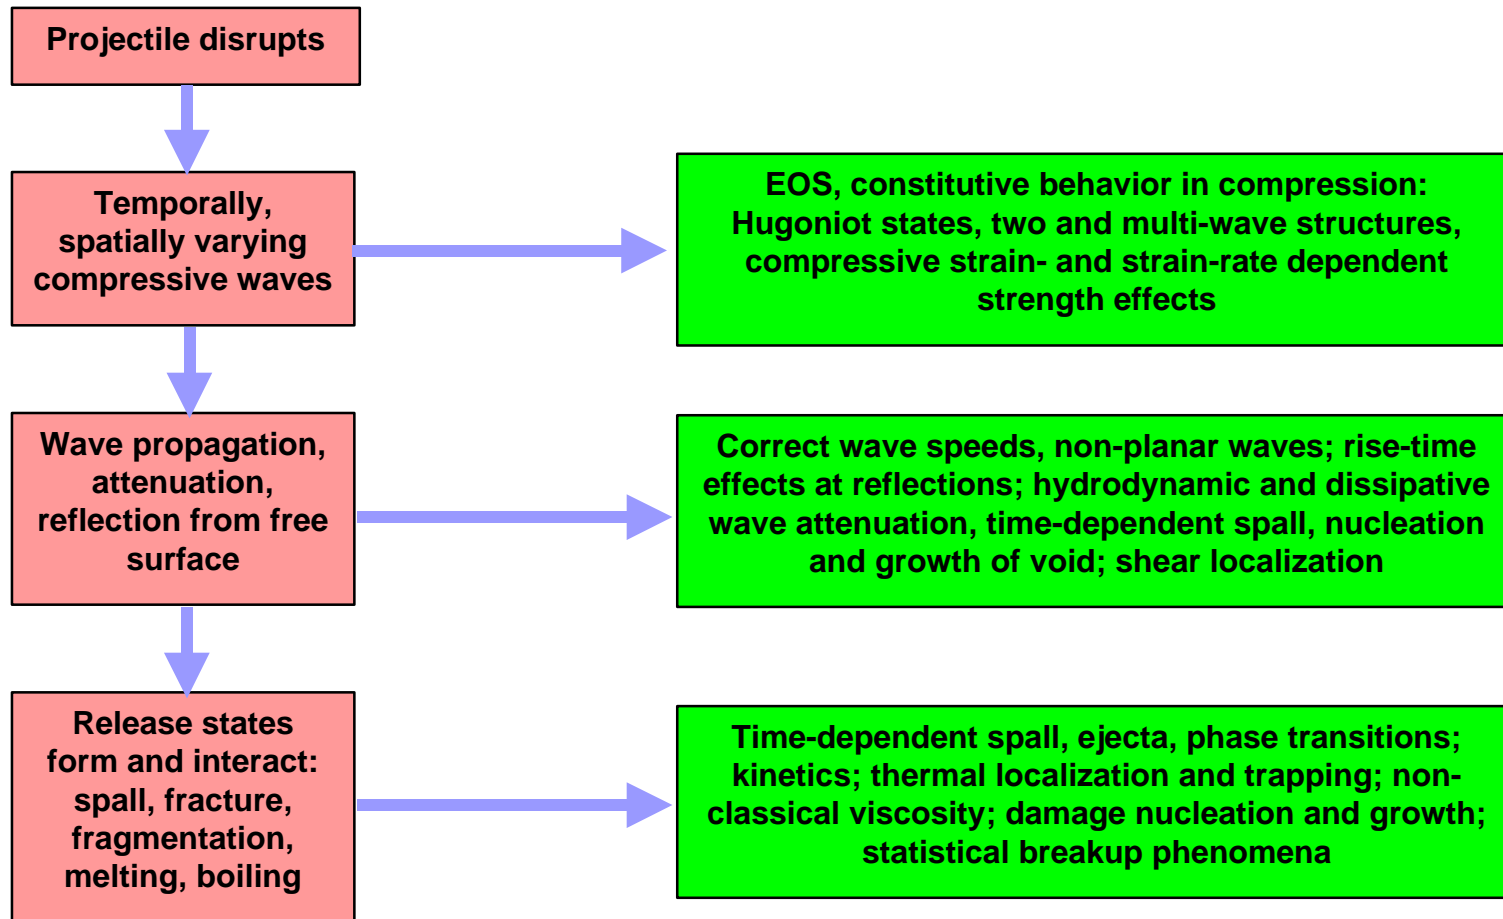 Projectile disrupts
Temporally,
spatially varying
compressive waves
EOS, constitutive behavior in compression:
Hugoniot states, two and multi-wave structures,
compressive strain- and strain-rate dependent
strength effects
Wave propagation,
attenuation,
reflection from free
surface
Correct wave speeds, non-planar waves; rise-time
effects at reflections; hydrodynamic and dissipative
wave attenuation, time-dependent spall, nucleation
and growth of void; shear localization
Release states
form and interact:
spall, fracture,
fragmentation,
melting, boiling
Time-dependent spall, ejecta, phase transitions;
kinetics; thermal localization and trapping; non-
classical viscosity; damage nucleation and growth;
statistical breakup phenomena